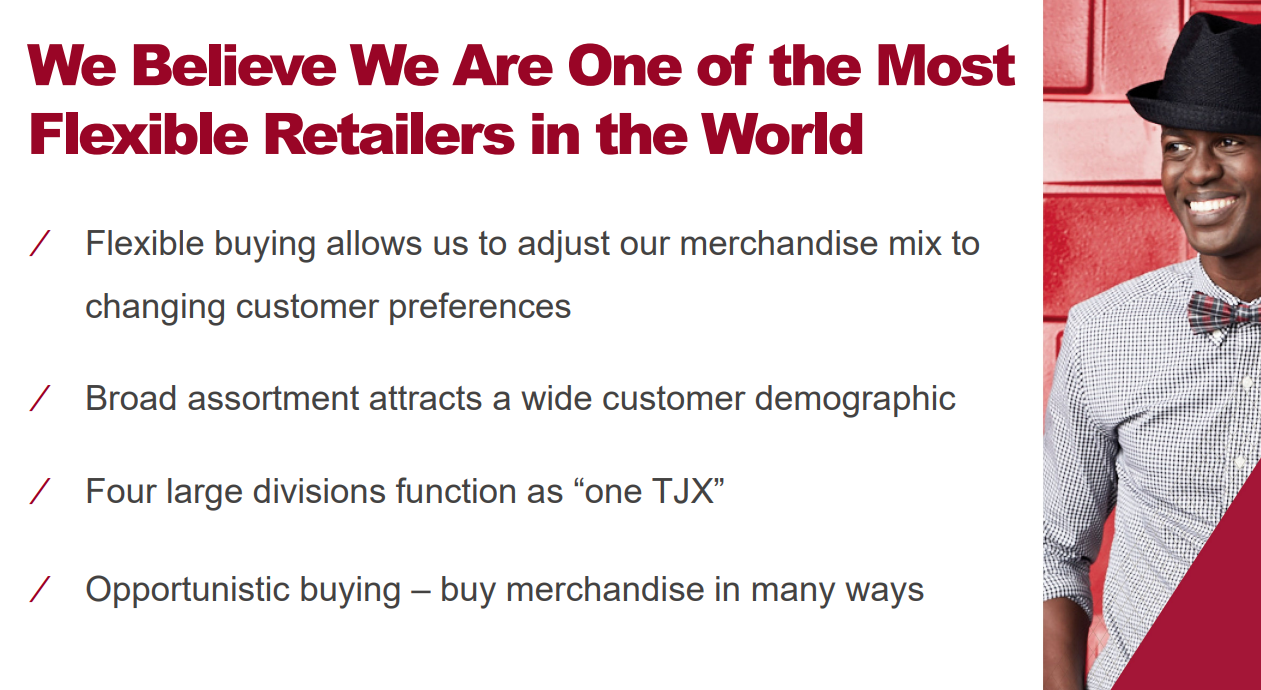 We Believe We Are One of the Most
Flexible Retailers in the World
/ Flexible buying allows us to adjust our merchandise mix to
changing customer preferences
/ Broad assortment attracts a wide customer demographic
/ Four large divisions function as “one TJX”
/ Opportunistic buying – buy merchandise in many ways